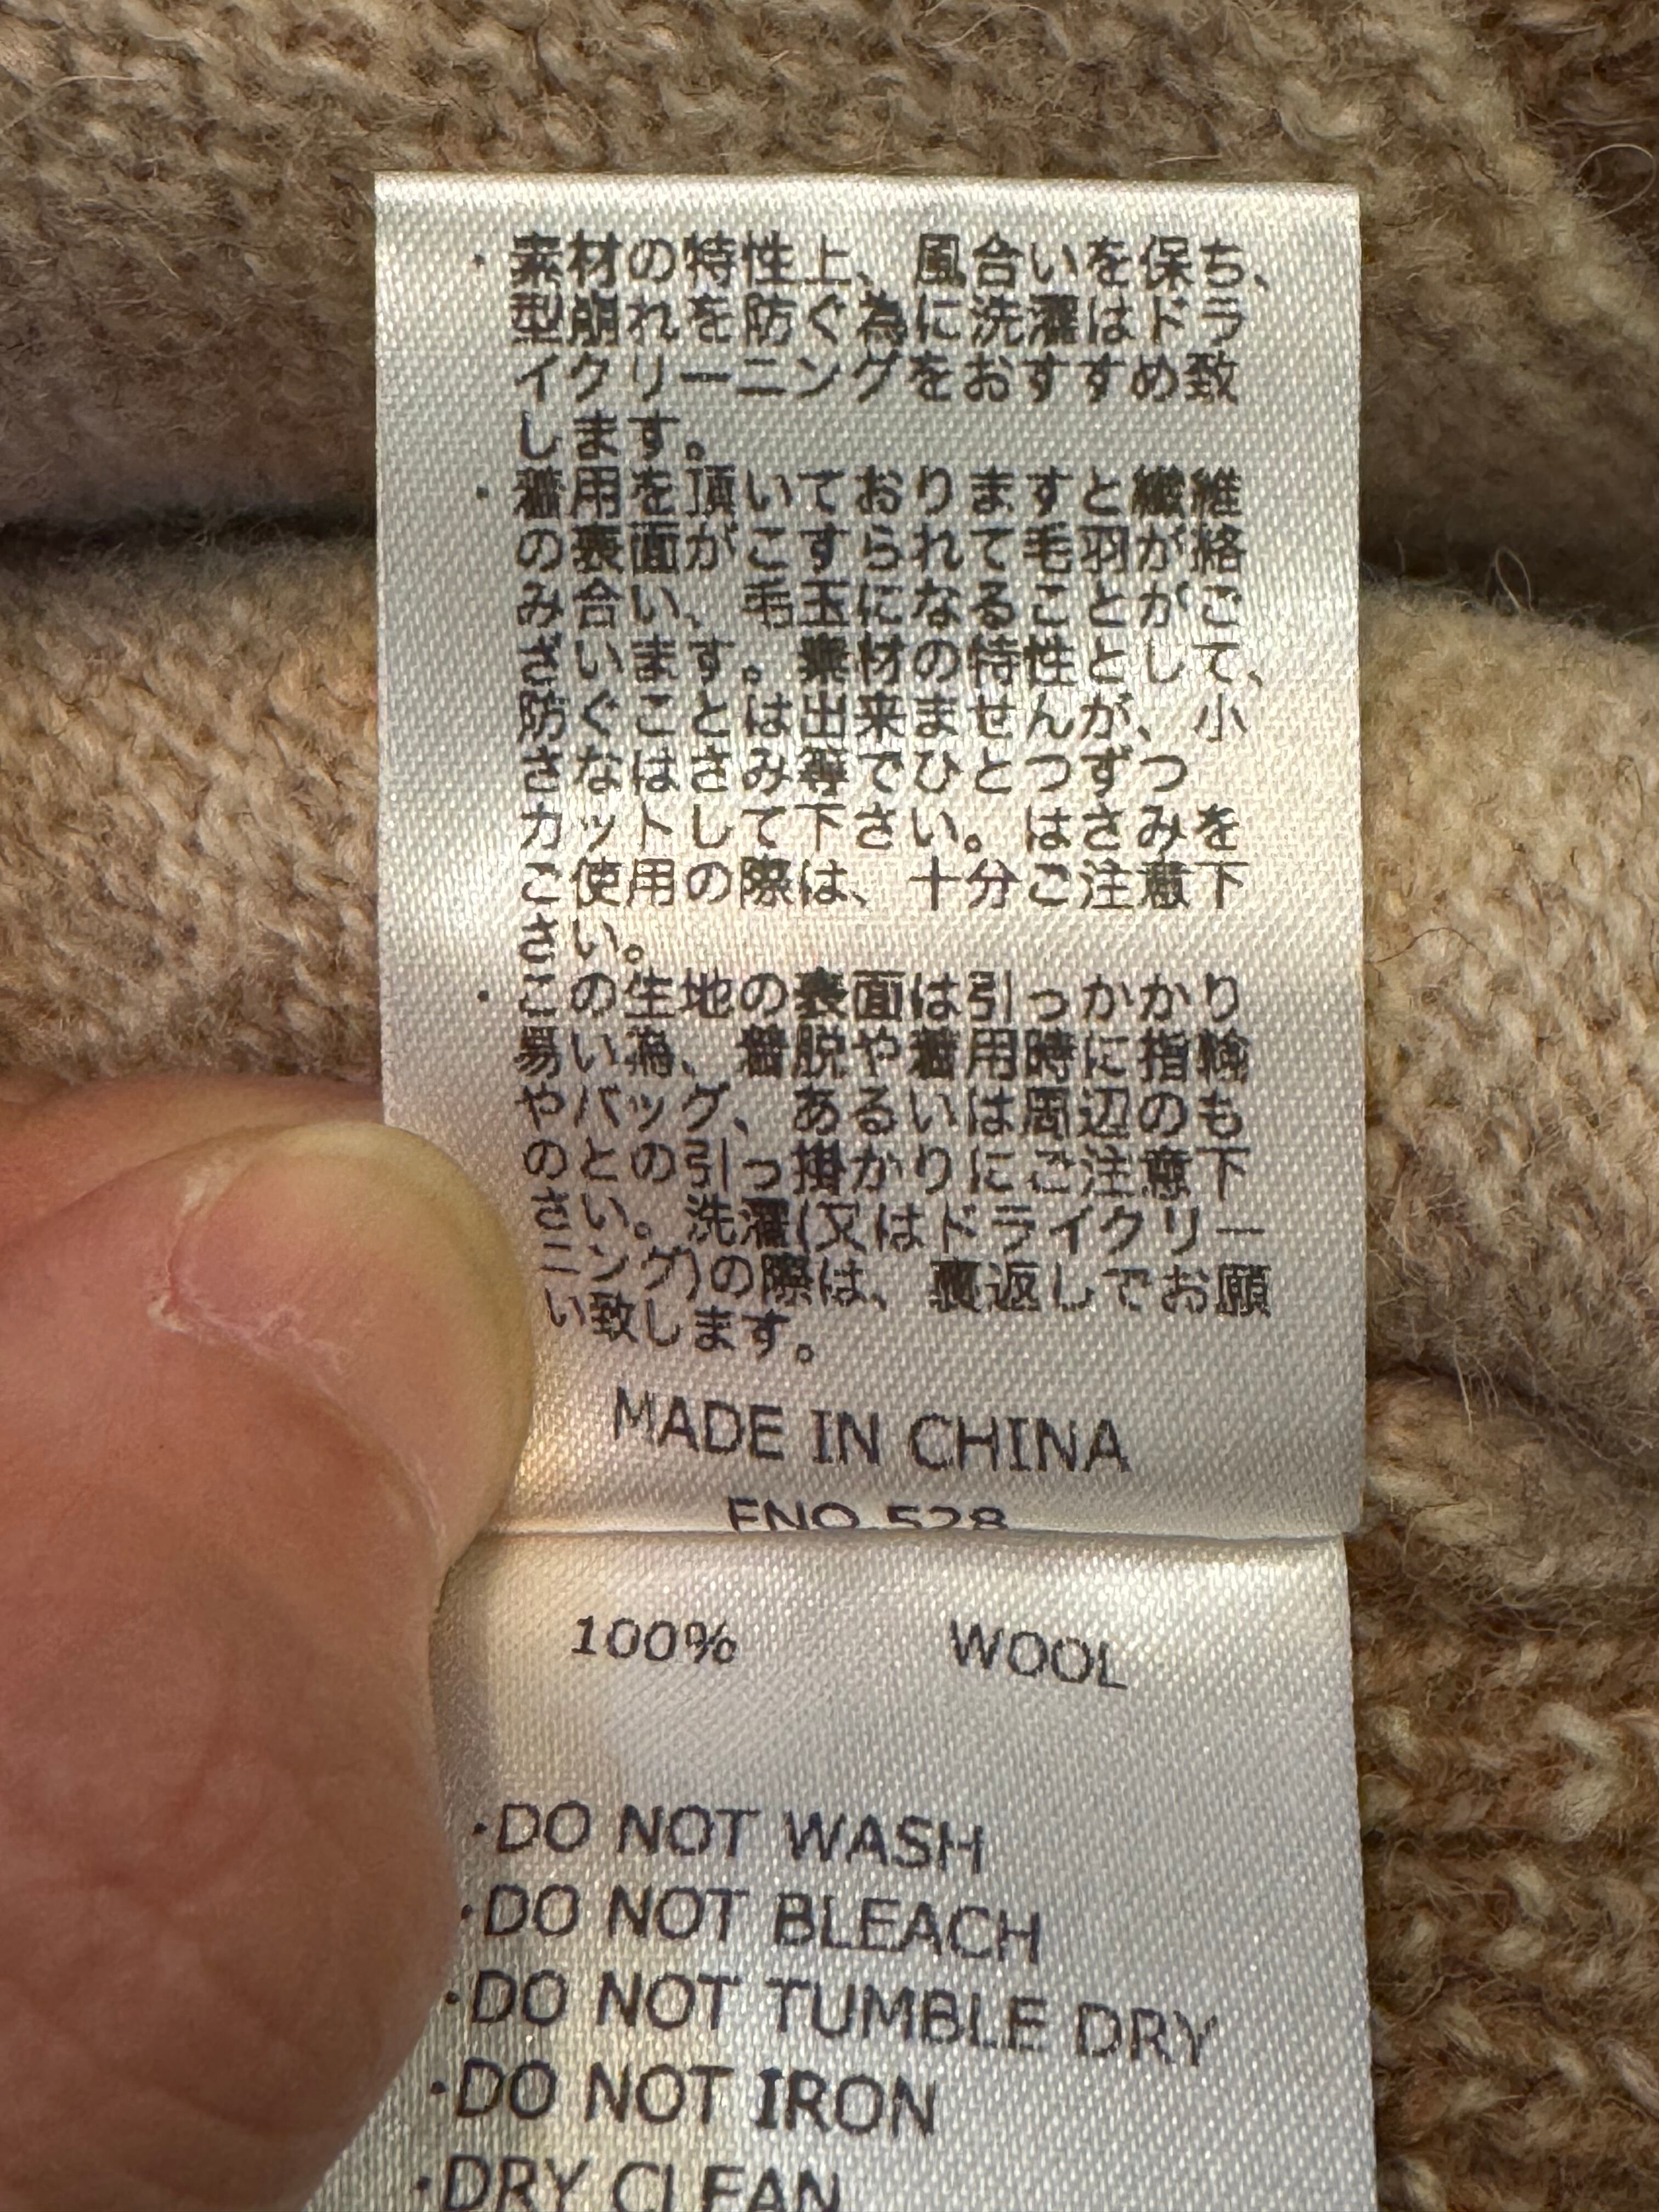 ・素材の特性上、風合いを保ち、
型崩れを防ぐ為に洗濯はドラ
イクリーニングをおすすめ致
します。
・着用を頂いておりますと繊維
の表面がこすられて毛羽が絡
み合い、毛玉になることがご
ざいます。素材の特性として、
防ぐことは出来ませんが、小
さなはさみ等でひとつずつ
カットして下さい。はさみを
ご使用の際は、十分ご注意下
さい。
・この生地の表面は引っかかり
易い為、着脱や着用時に指輪
やバッグ、あるいは周辺のも
のとの引っ掛かりにご注意下
さい。洗濯(又はドライクリー
ニング)の際は、裏返しでお願
い致します。
MADE IN CHINA
FNO.528
100% WOOL
・DO NOT WASH
・DO NOT BLEACH
・DO NOT TUMBLE DRY
・DO NOT IRON
・DRY CLEAN